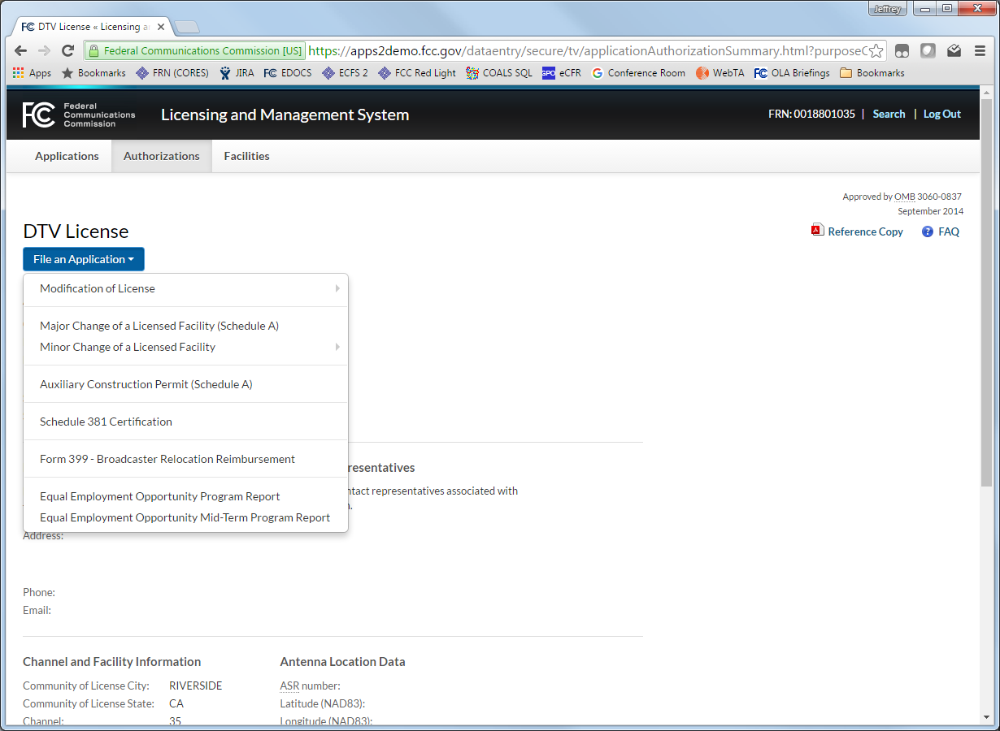 Jeffrey
DTV License « Licensing a
Federal Communications Commission [US] https://apps2demo.fcc.gov/dataentry/secure/tv/applicationAuthorizationSummary.html?purposeC
Apps Bookmarks FRN (CORES) JIRA FC EDOCS ECFS 2 FCC Red Light COALS SQL GPO eCFR G Conference Room WebTA FC OLA Briefings Bookmarks
FC Federal Communications Commission
Licensing and Management System
FRN: 0018801035 | Search | Log Out
Applications Authorizations Facilities
Approved by OMB 3060-0837
September 2014
DTV License
Reference Copy ? FAQ
File an Application
Modification of License
Major Change of a Licensed Facility (Schedule A)
Minor Change of a Licensed Facility
Auxiliary Construction Permit (Schedule A)
Schedule 381 Certification
Form 399 - Broadcaster Relocation Reimbursement
resentatives
Equal Employment Opportunity Program Report
ntact representatives associated with
Equal Employment Opportunity Mid-Term Program Report
Address:
Phone:
Email:
Channel and Facility Information Antenna Location Data
Community of License City: RIVERSIDE ASR number:
Community of License State: CA Latitude (NAD83):
Channel: 35 Longitude (NAD83):